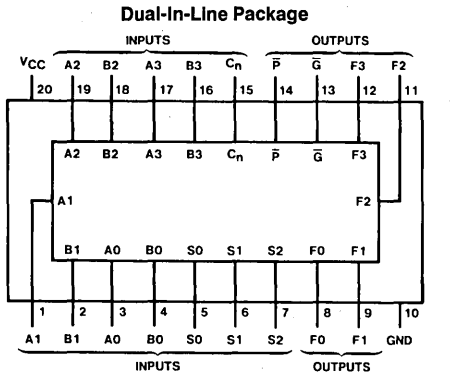 Dual-In-Line Package
INPUTS OUTPUTS
VCC A2 B2 A3 B3 Cn P̅ G̅ F3 F2
20 19 18 17 16 15 14 13 12 11
A2 B2 A3 B3 Cn P̅ G̅ F3
A1 F2
B1 A0 B0 S0 S1 S2 F0 F1
1 2 3 4 5 6 7 8 9 10
A1 B1 A0 B0 S0 S1 S2 F0 F1 GND
INPUTS OUTPUTS